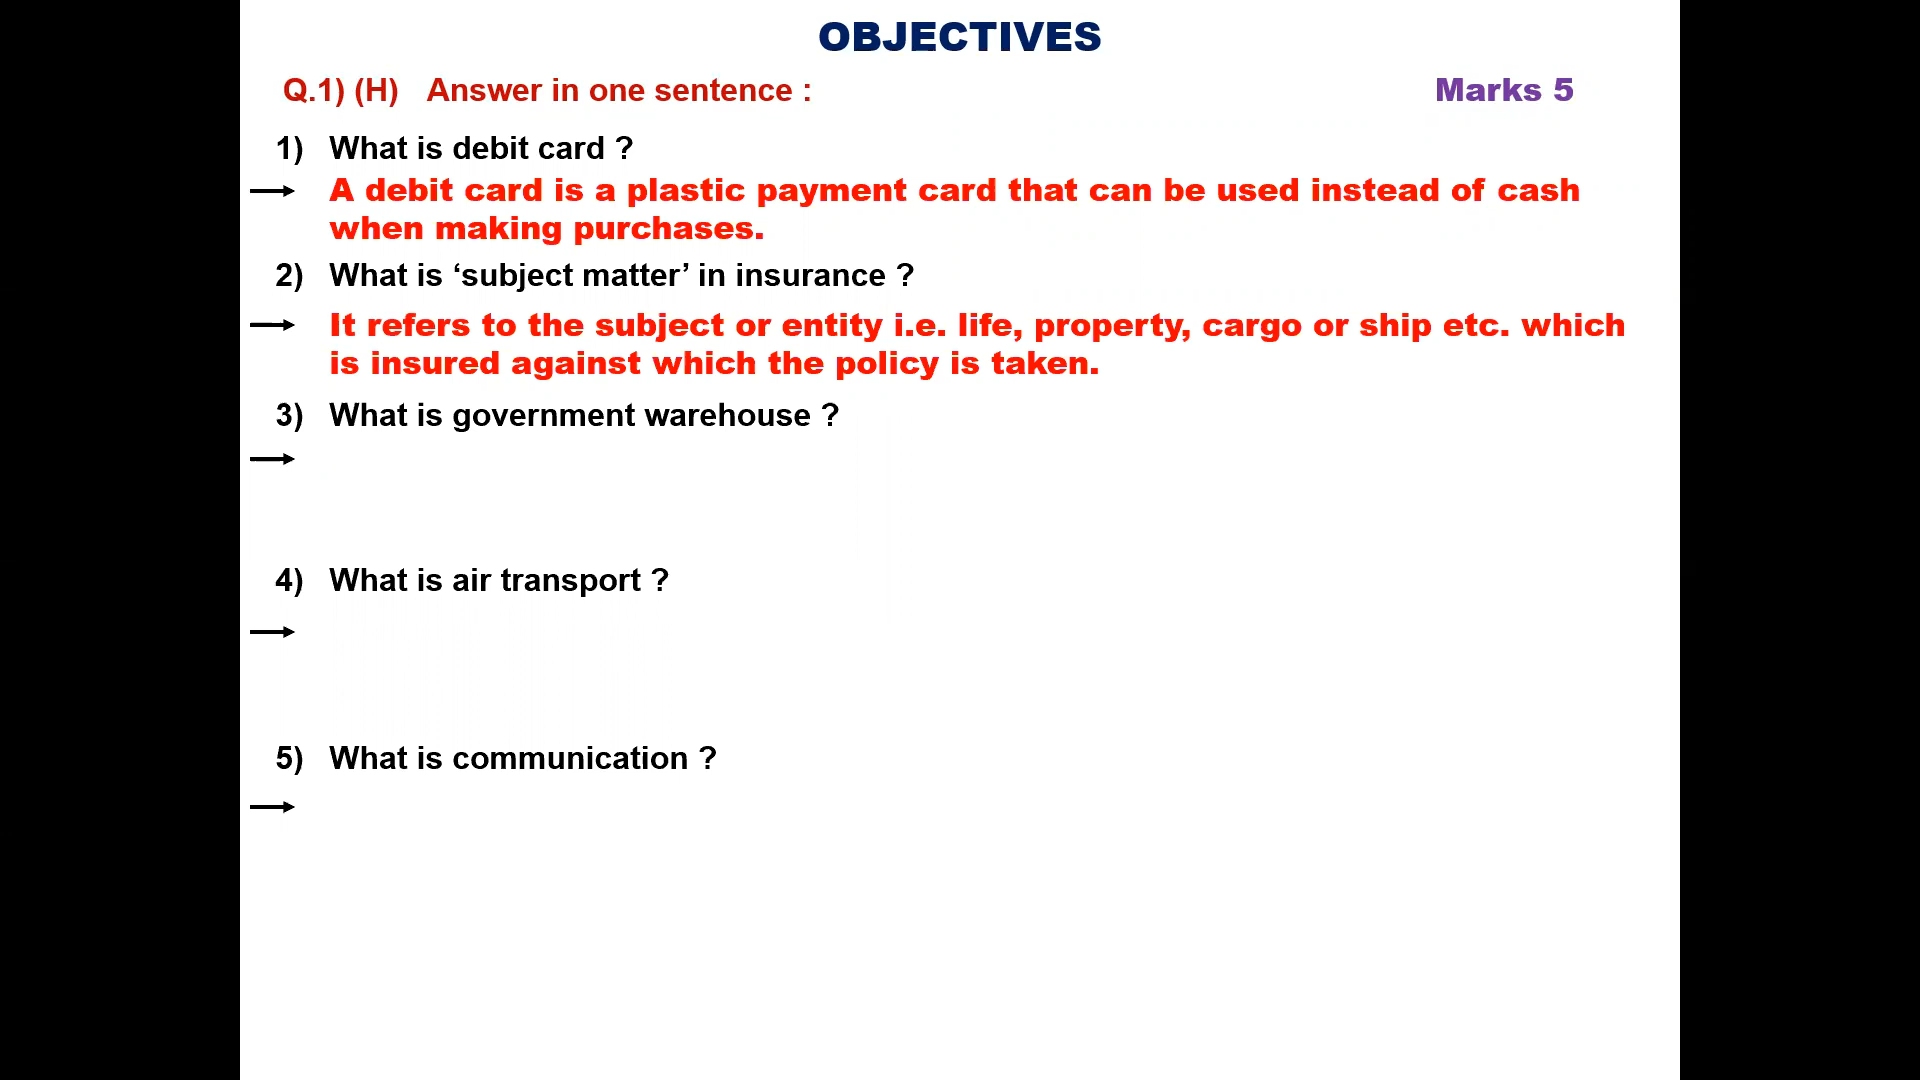 OBJECTIVES
Q.1) (H) Answer in one sentence : Marks 5
1) What is debit card ?
A debit card is a plastic payment card that can be used instead of cash
when making purchases.
2) What is ‘subject matter’ in insurance ?
It refers to the subject or entity i.e. life, property, cargo or ship etc. which
is insured against which the policy is taken.
3) What is government warehouse ?
4) What is air transport ?
5) What is communication ?